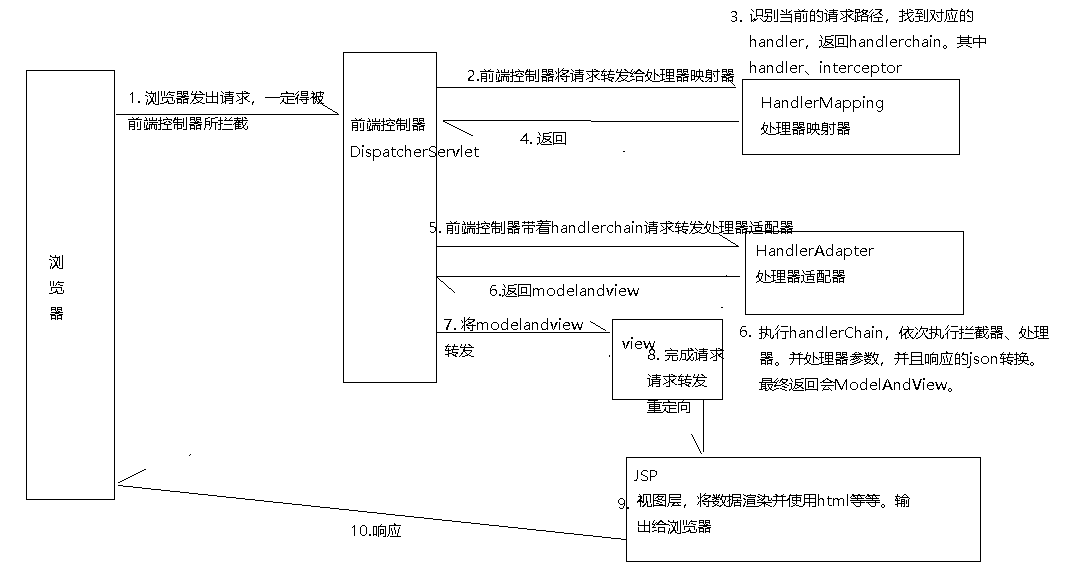 3. 识别当前的请求路径，找到对应的
handler，返回handlerchain。其中
handler、interceptor
2.前端控制器将请求转发给处理器映射器
1. 浏览器发出请求，一定得被
前端控制器所拦截
HandlerMapping
处理器映射器
前端控制器
DispatcherServlet
4. 返回
5. 前端控制器带着handlerchain请求转发处理器适配器
HandlerAdapter
处理器适配器
浏
览
器
6.返回modelandview
7. 将modelandview
转发
view
8. 完成请求
请求转发
重定向
6. 执行handlerChain，依次执行拦截器、处理
器。并处理器参数，并且响应的json转换。
最终返回会ModelAndView。
JSP
9. 视图层，将数据渲染并使用html等等。输
出给浏览器
10.响应